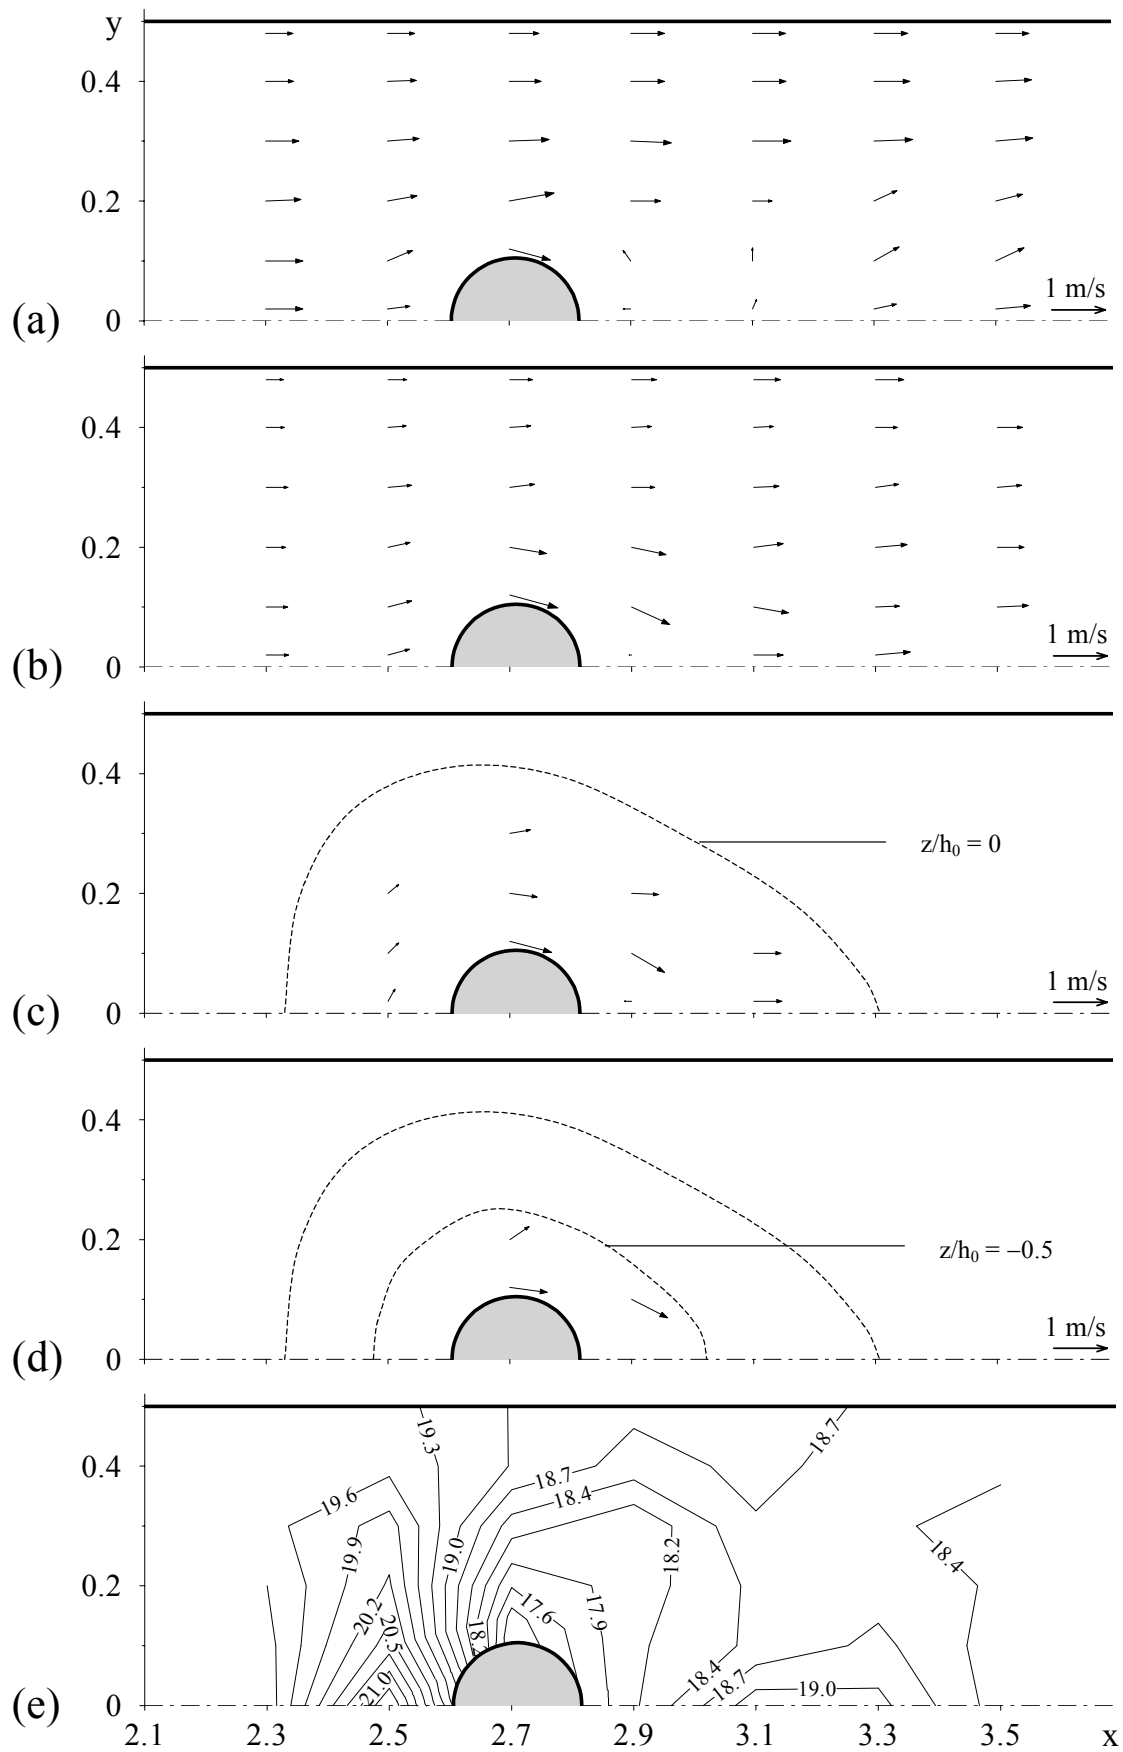 y
0.4
0.2
(a) 0
1 m/s
0.4
0.2
(b) 0
1 m/s
0.4
z/h₀ = 0
0.2
(c) 0
1 m/s
0.4
0.2
z/h₀ = –0.5
(d) 0
1 m/s
19.3
18.7
0.4
18.7
19.6
18.4
19.9
19.0
18.2
18.4
0.2
20.2
17.6
17.9
20.5
18.2
18.4
21.0
18.7
19.0
(e) 0
2.1 2.3 2.5 2.7 2.9 3.1 3.3 3.5 x